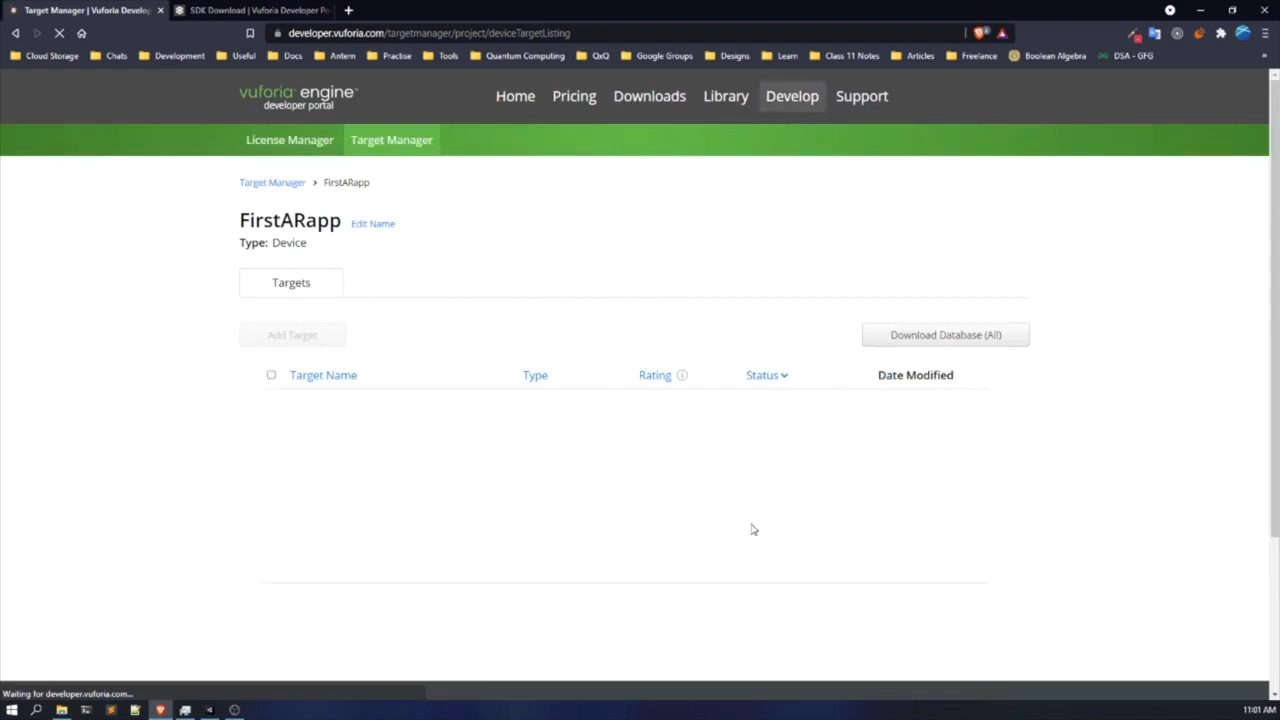 Target Manager | Vuforia Develop
SDK Download | Vuforia Developer Po
developer.vuforia.com/targetmanager/project/deviceTargetListing
Cloud Storage Chats Development Useful Docs Antern Practise Tools Quantum Computing QxQ Google Groups Designs Learn Class 11 Notes Articles Freelance Boolean Algebra DSA - GFG
vuforia engine
developer portal
Home Pricing Downloads Library Develop Support
License Manager Target Manager
Target Manager > FirstARapp
FirstARapp Edit Name
Type: Device
Targets
Add Target Download Database (All)
Target Name Type Rating Status Date Modified
Waiting for developer.vuforia.com...
11:01 AM